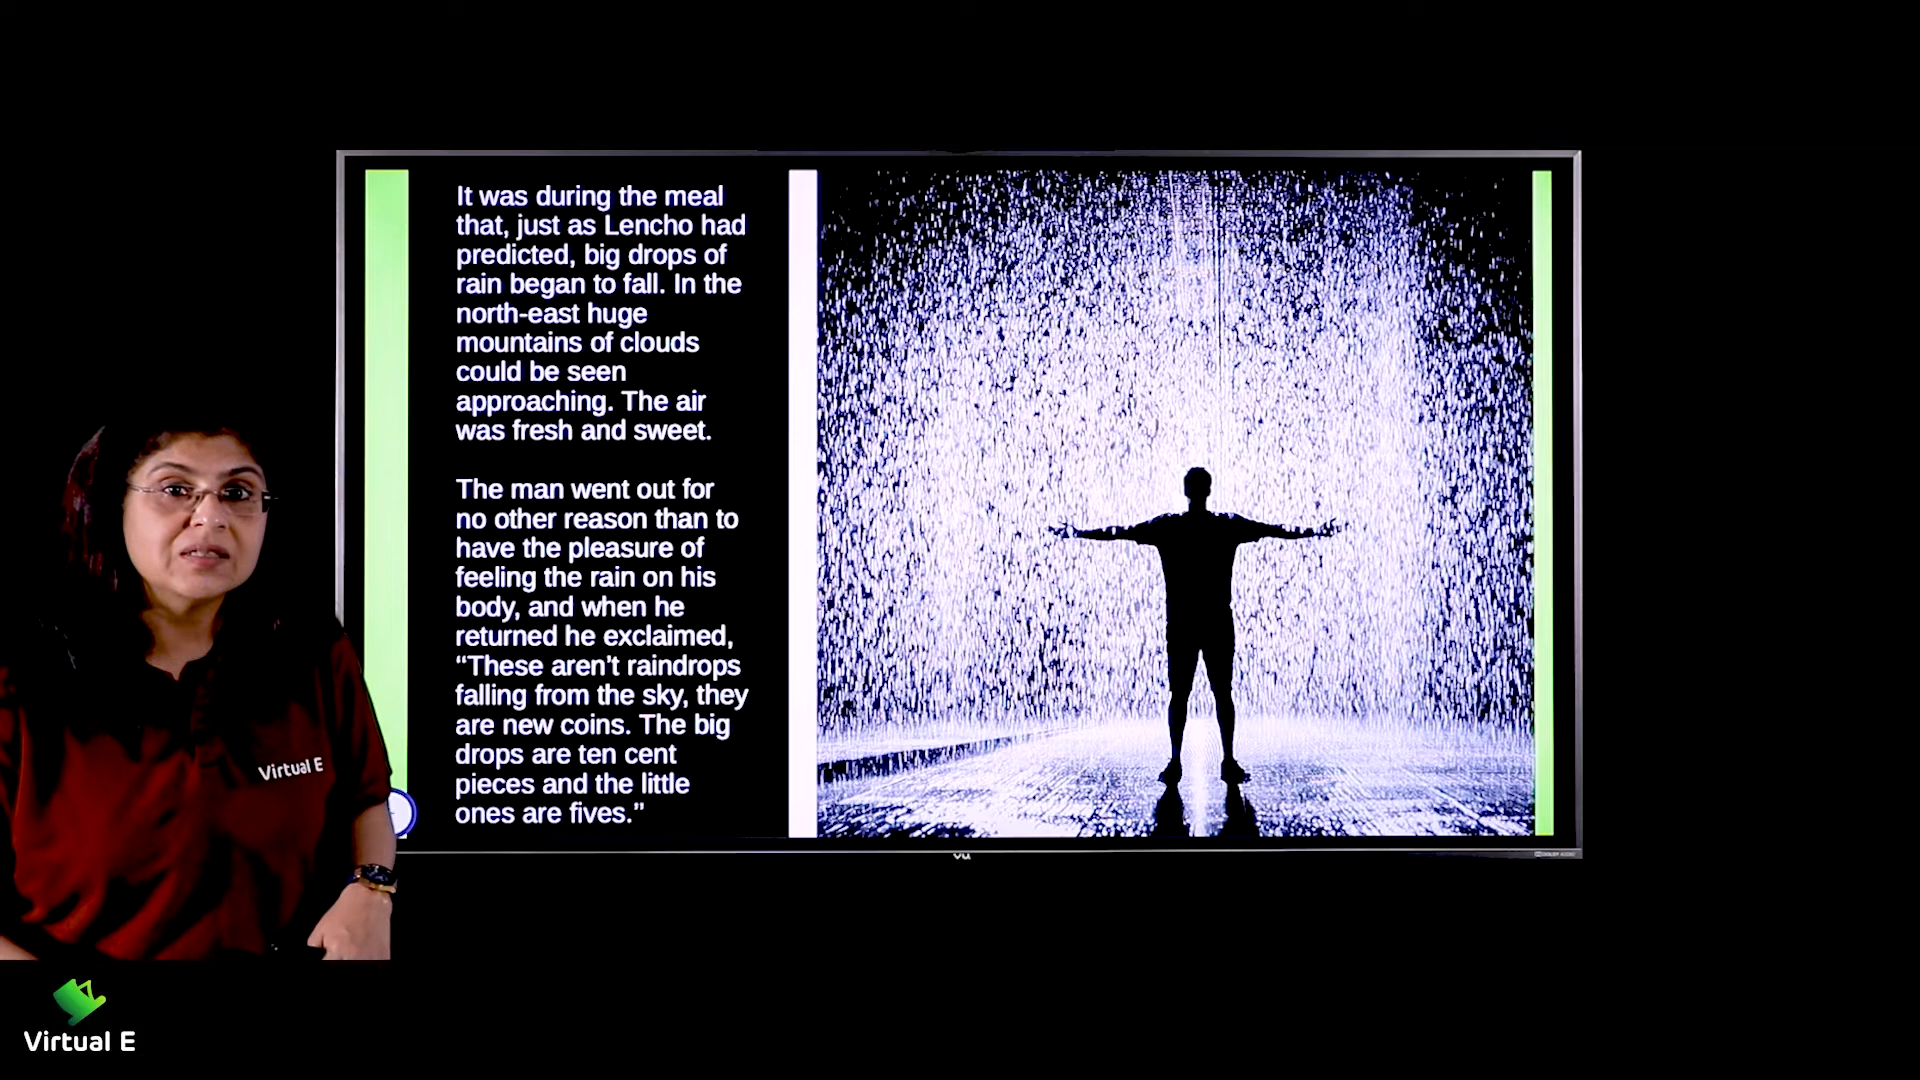 It was during the meal
that, just as Lencho had
predicted, big drops of
rain began to fall. In the
north-east huge
mountains of clouds
could be seen
approaching. The air
was fresh and sweet.
The man went out for
no other reason than to
have the pleasure of
feeling the rain on his
body, and when he
returned he exclaimed,
“These aren’t raindrops
falling from the sky, they
are new coins. The big
drops are ten cent
pieces and the little
ones are fives.”
Virtual E
vu
DOLBY AUDIO
Virtual E